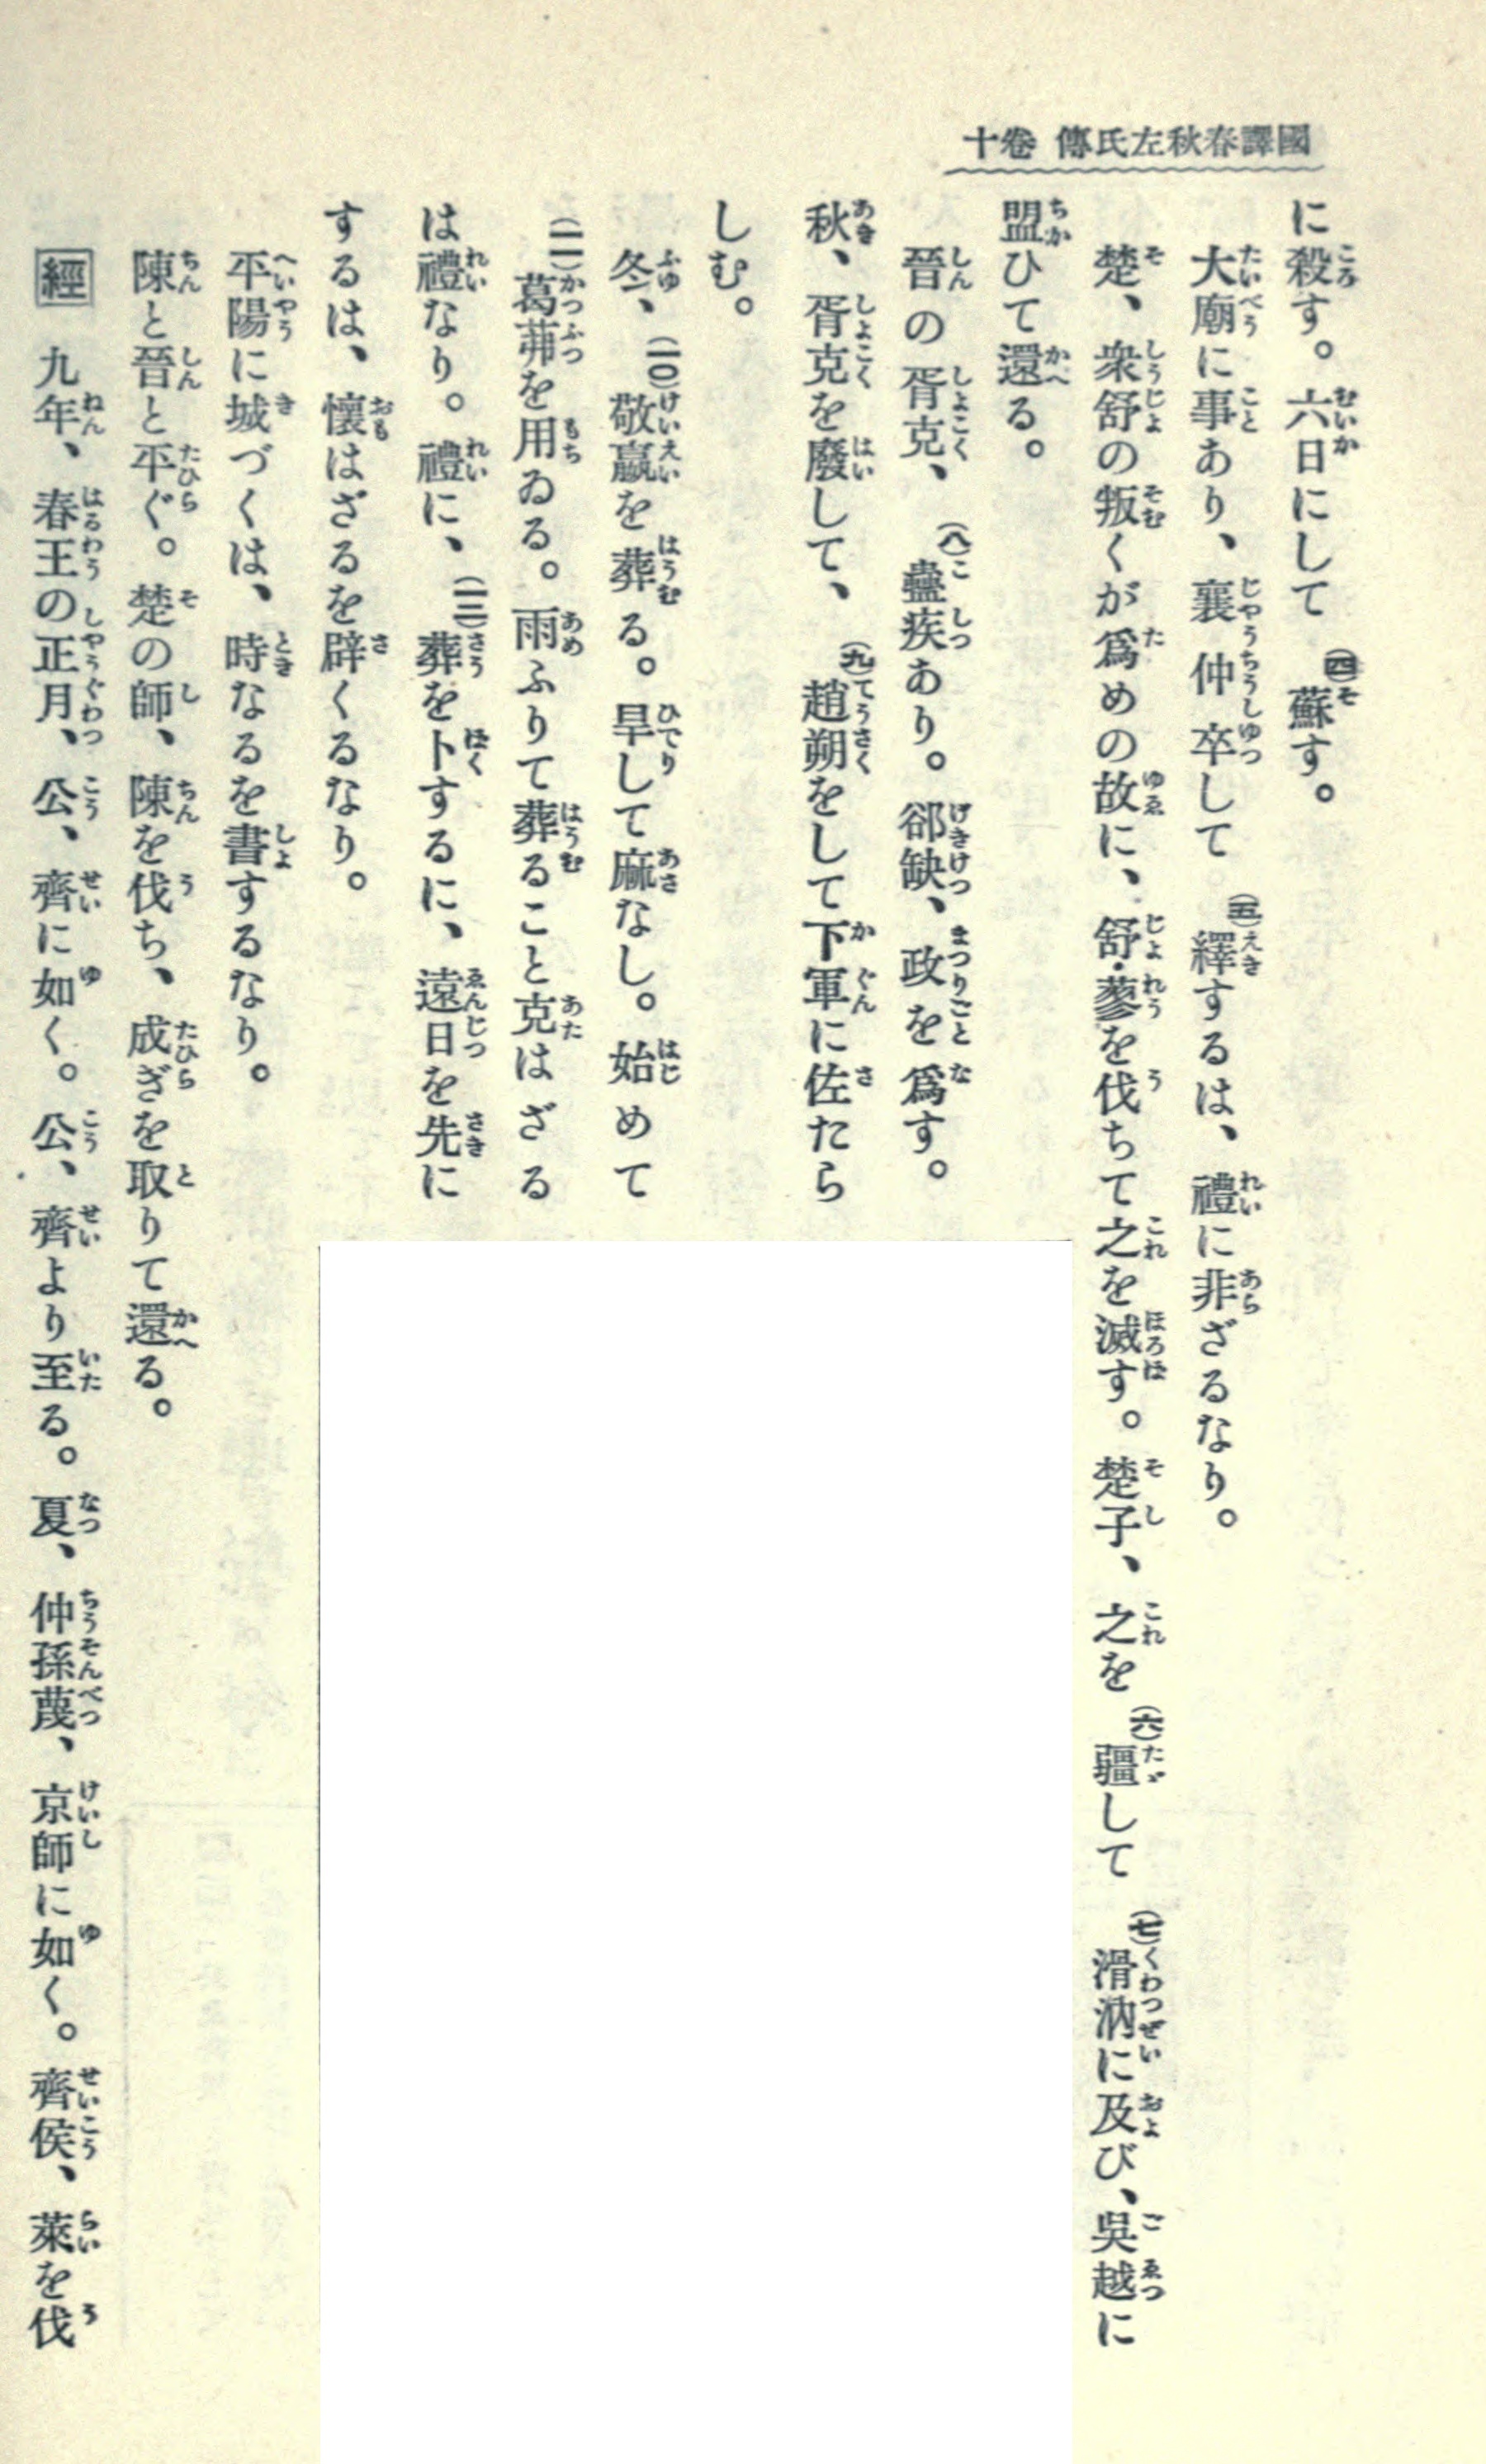 國譯春秋左氏傳 卷十
に殺す。六日にして(四)蘇す。
大廟に事あり、襄仲卒して(五)繹するは、禮に非ざるなり。
楚、衆舒の叛くが爲めの故に、舒・蓼を伐ちて之を滅す。楚子、之を(六)疆して(七)滑汭に及び、吳越に
盟ひて還る。
晉の胥克、(八)蠱疾あり。郤缺、政を爲す。
秋、胥克を廢して、(九)趙朔をして下軍に佐たら
しむ。
冬、(一〇)敬嬴を葬る。旱して麻なし。始めて
(一一)葛茀を用ゐる。雨ふりて葬ること克はざる
は禮なり。禮に、(一二)葬を卜するに、遠日を先に
するは、懷はざるを辟くるなり。
平陽に城づくは、時なるを書するなり。
陳と晉と平ぐ。楚の師、陳を伐ち、成ぎを取りて還る。
經 九年、春王の正月、公、齊に如く。公、齊より至る。夏、仲孫蔑、京師に如く。齊侯、萊を伐